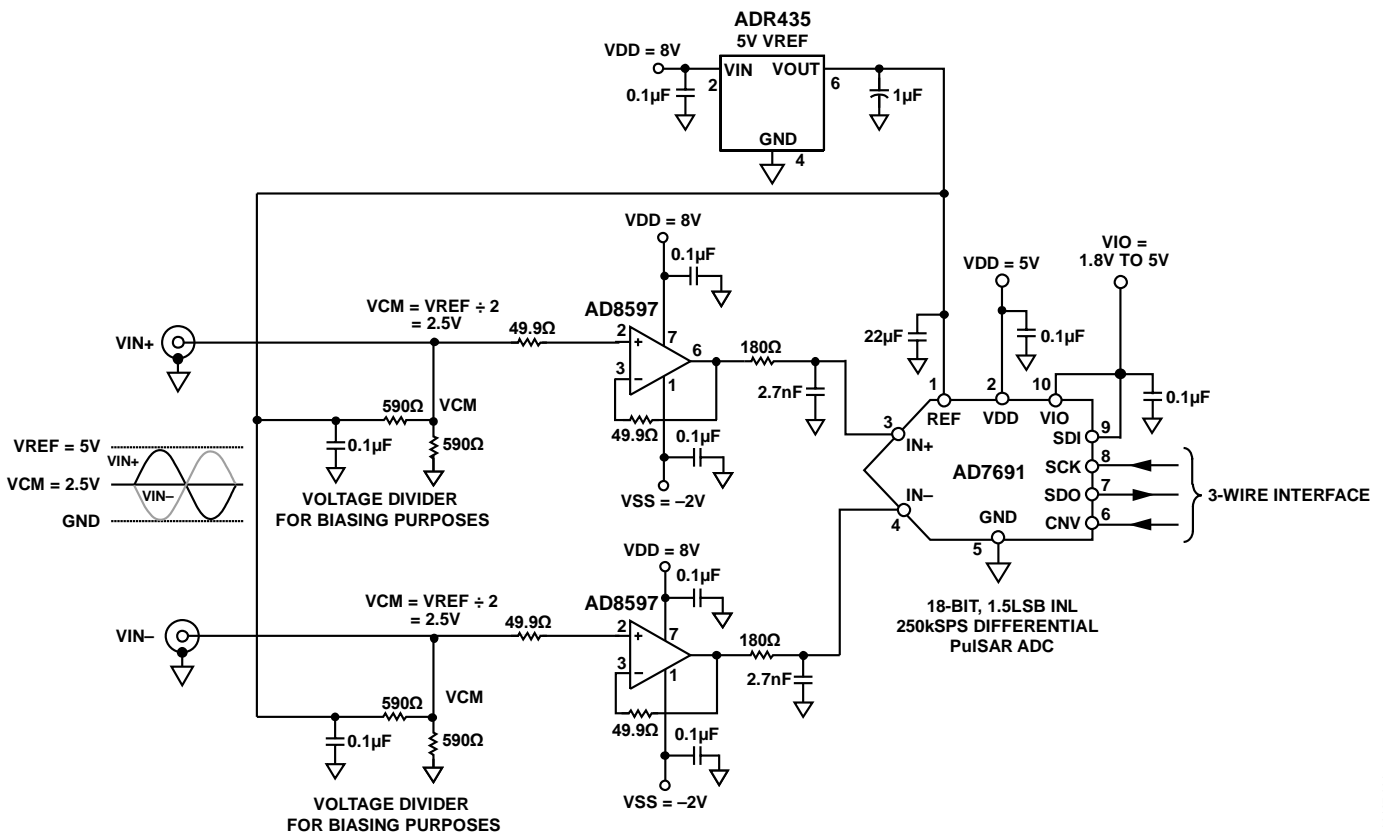 ADR435
5V VREF
VDD = 8V
VIN
VOUT
2
6
0.1µF
1µF
GND
4
VDD = 8V
0.1µF
VIO =
1.8V TO 5V
VDD = 5V
VCM = VREF ÷ 2
= 2.5V
AD8597
49.9Ω
2
+
7
6
180Ω
22µF
0.1µF
VIN+
3
–
1
2.7nF
1
2
10
0.1µF
REF
VDD
VIO
590Ω
VCM
49.9Ω
0.1µF
3
IN+
SDI
9
0.1µF
590Ω
VREF = 5V
VIN+
VCM = 2.5V
VIN–
GND
VOLTAGE DIVIDER
FOR BIASING PURPOSES
VSS = –2V
AD7691
SCK
8
SDO
7
3-WIRE INTERFACE
CNV
6
IN–
4
GND
5
VDD = 8V
0.1µF
18-BIT, 1.5LSB INL
250kSPS DIFFERENTIAL
PulSAR ADC
VCM = VREF ÷ 2
= 2.5V
AD8597
49.9Ω
2
+
7
180Ω
VIN–
3
–
1
2.7nF
590Ω
VCM
49.9Ω
0.1µF
0.1µF
590Ω
VSS = –2V
VOLTAGE DIVIDER
FOR BIASING PURPOSES